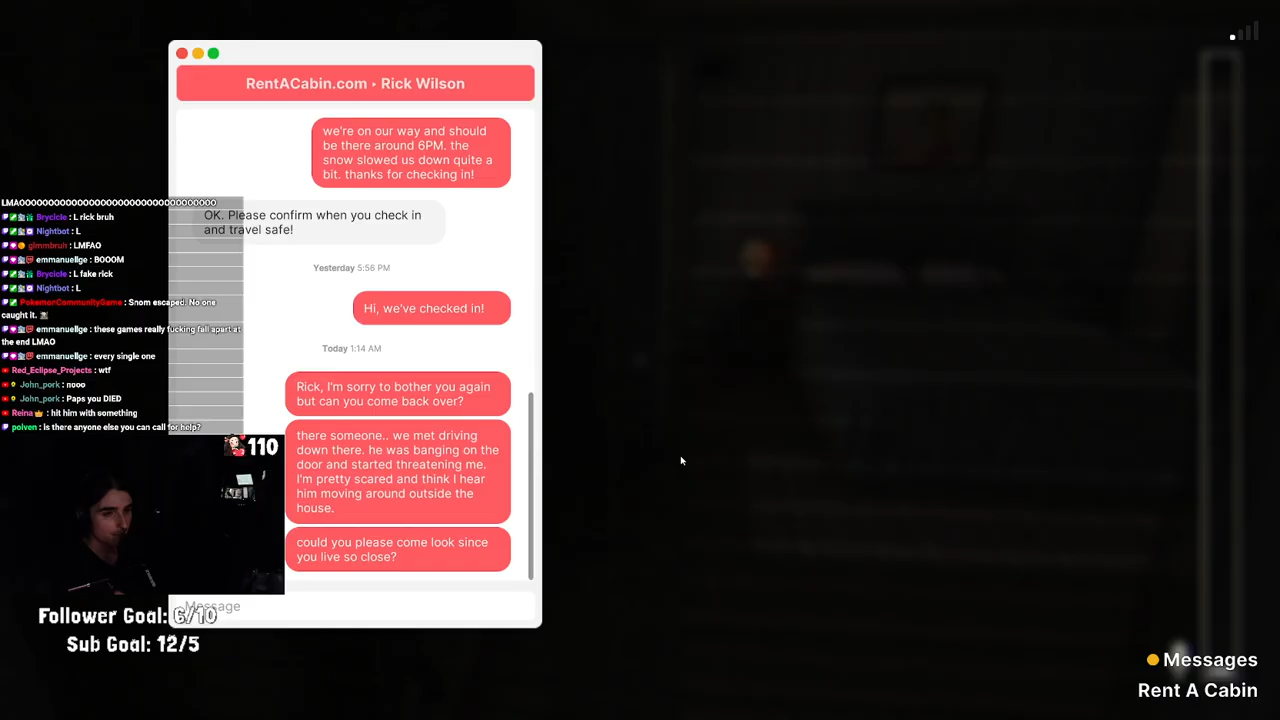 RentACabin.com ▸ Rick Wilson
we're on our way and should
be there around 6PM. the
snow slowed us down quite a
bit. thanks for checking in!
OK. Please confirm when you check in
and travel safe!
Yesterday 5:56 PM
Hi, we've checked in!
Today 1:14 AM
Rick, I'm sorry to bother you again
but can you come back over?
there someone.. we met driving
down there. he was banging on the
door and started threatening me.
I'm pretty scared and think I hear
him moving around outside the
house.
could you please come look since
you live so close?
Message
LMAOOOOOOOOOOOOOOOOOOOOOOOOOOOOOOOOO
Brycicle : L rick bruh
Nightbot : L
glmmbruh : LMFAO
emmanuellge : BOOOM
Brycicle : L fake rick
Nightbot : L
PokemonCommunityGame : Snom escaped. No one
caught it.
emmanuellge : these games really fucking fall apart at
the end LMAO
emmanuellge : every single one
Red_Eclipse_Projects : wtf
John_pork : nooo
John_pork : Paps you DIED
Reina : hit him with something
polven : is there anyone else you can call for help?
110
Follower Goal: 6/10
Sub Goal: 12/5
Messages
Rent A Cabin